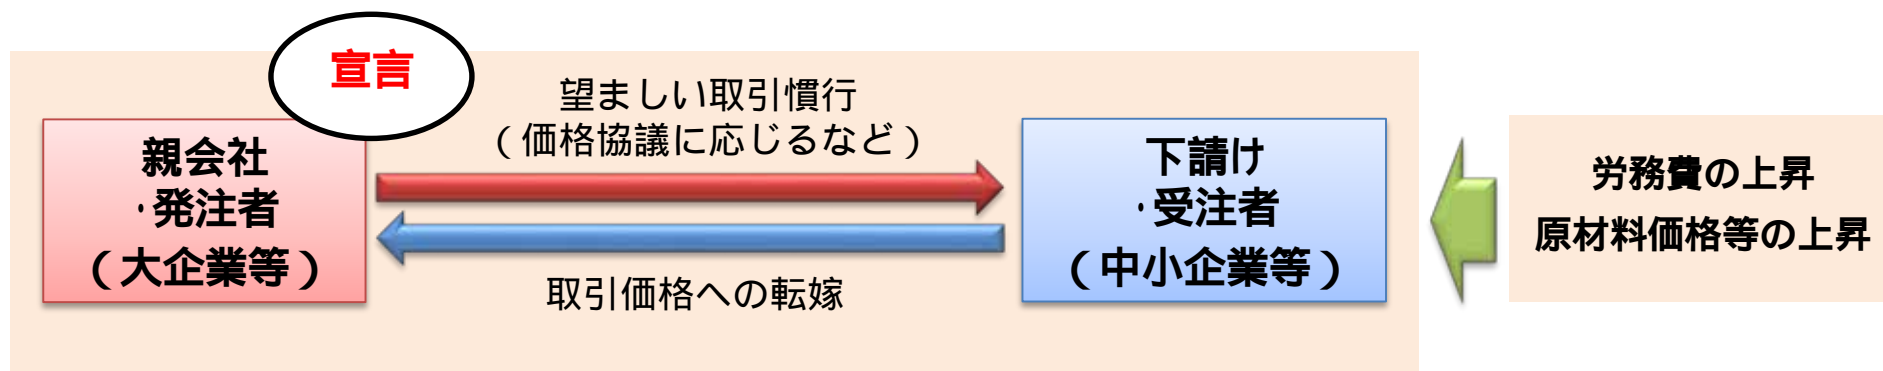 宣言
望ましい取引慣行
（価格協議に応じるなど）
親会社
・発注者
（大企業等）
下請け
・受注者
（中小企業等）
取引価格への転嫁
労務費の上昇
原材料価格等の上昇